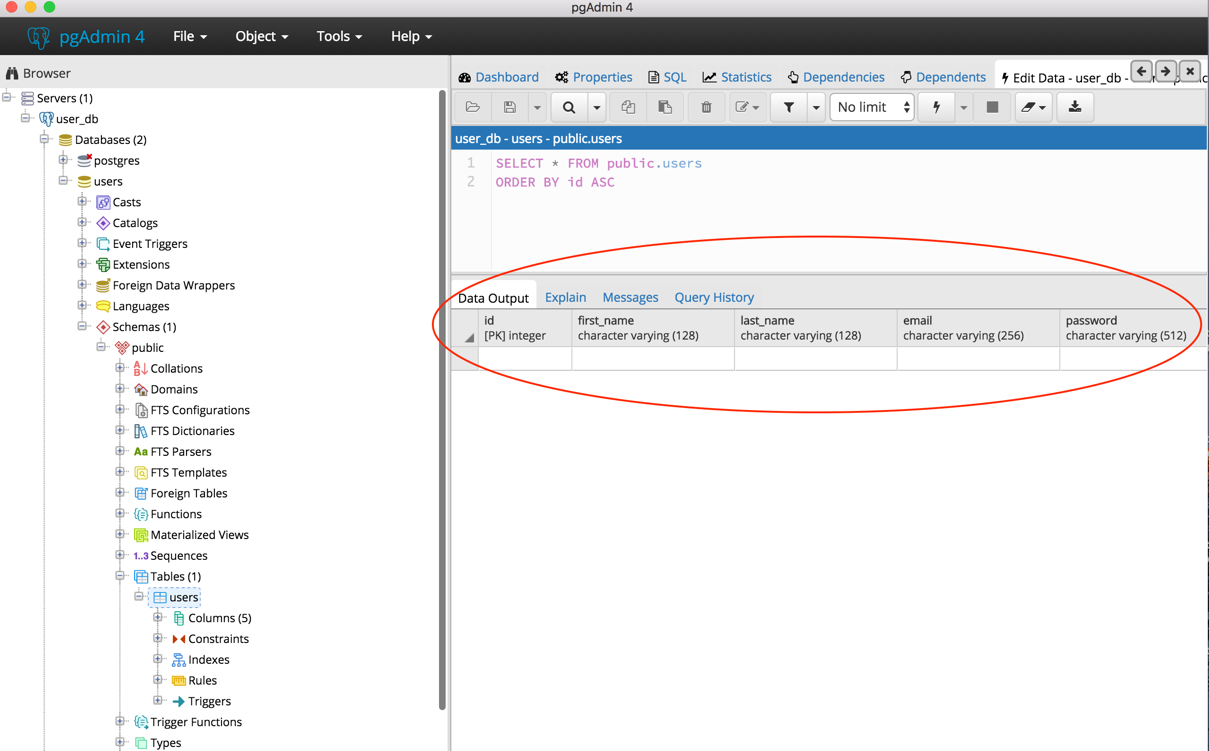 pgAdmin 4
pgAdmin 4 File Object Tools Help
Browser
Servers (1)
user_db
Databases (2)
postgres
users
Casts
Catalogs
Event Triggers
Extensions
Foreign Data Wrappers
Languages
Schemas (1)
public
Collations
Domains
FTS Configurations
FTS Dictionaries
Aa FTS Parsers
FTS Templates
Foreign Tables
Functions
Materialized Views
1..3 Sequences
Tables (1)
users
Columns (5)
Constraints
Indexes
Rules
Triggers
Trigger Functions
Types
Dashboard Properties SQL Statistics Dependencies Dependents Edit Data - user_db -
No limit
user_db - users - public.users
1 SELECT * FROM public.users
2 ORDER BY id ASC
Data Output Explain Messages Query History
id first_name last_name email password
[PK] integer character varying (128) character varying (128) character varying (256) character varying (512)